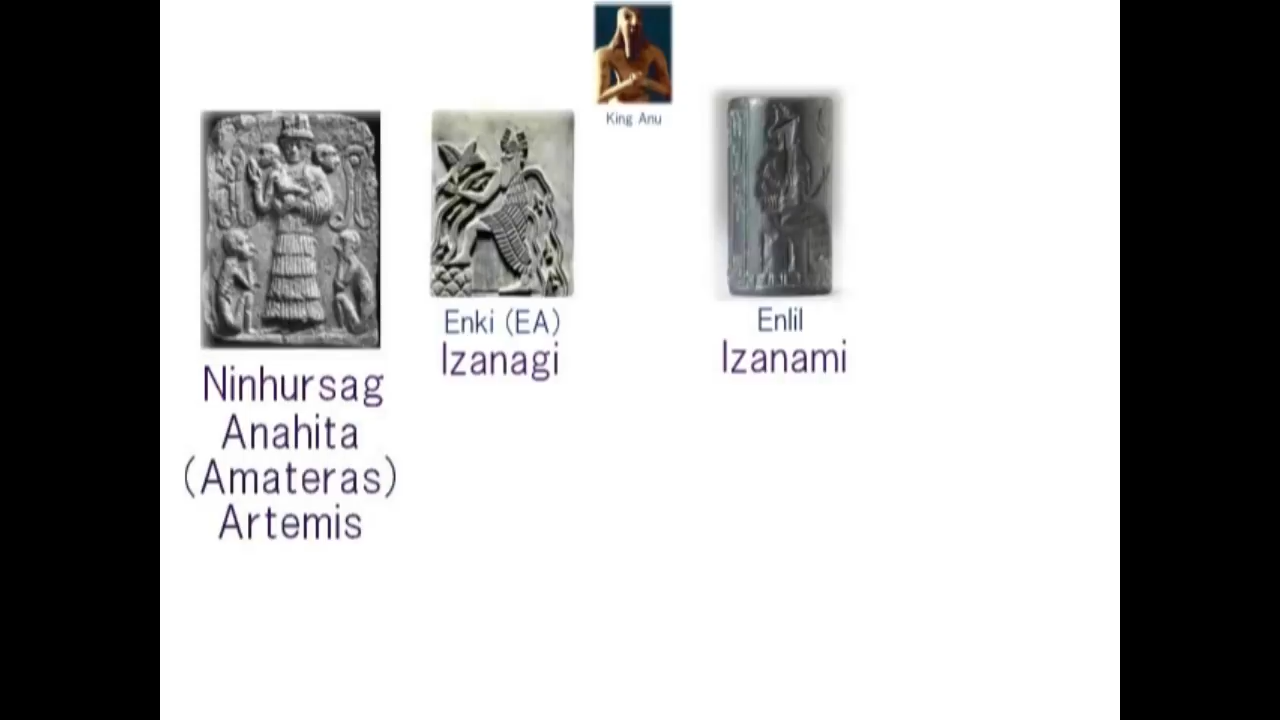 King Anu
Enki (EA)
Izanagi
Enlil
Izanami
Ninhursag
Anahita
(Amateras)
Artemis